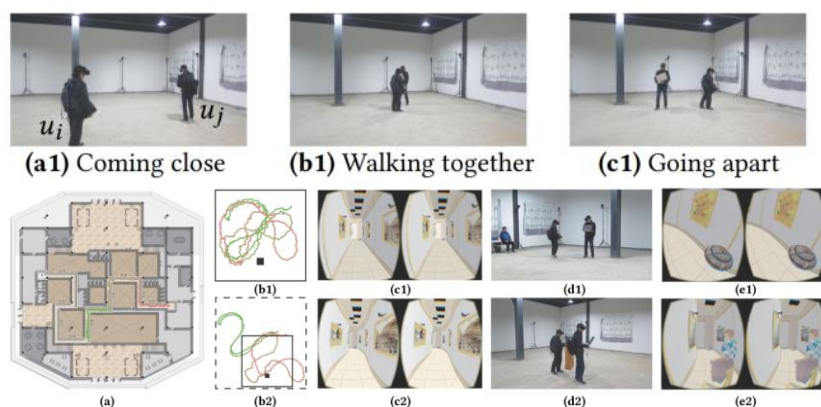 u_i
u_j
(a1) Coming close
(b1) Walking together
(c1) Going apart
(b1)
(c1)
(d1)
(e1)
(a)
(b2)
(c2)
(d2)
(e2)